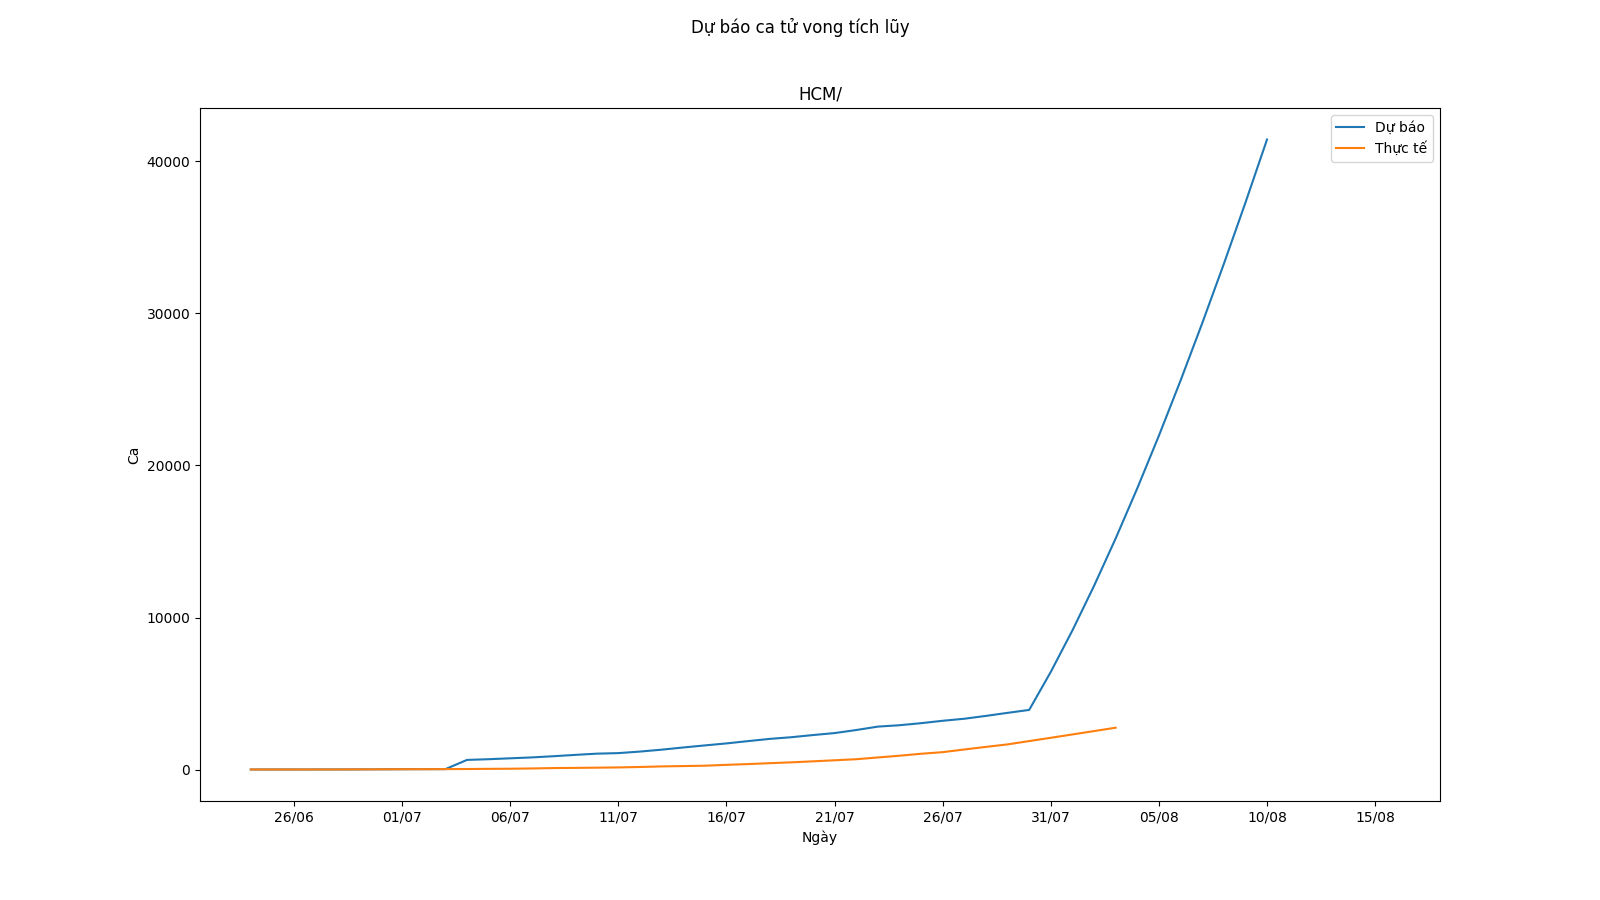 Dự báo ca tử vong tích lũy
HCM/
Dự báo
Thực tế
40000
30000
20000
10000
0
Ca
26/06 01/07 06/07 11/07 16/07 21/07 26/07 31/07 05/08 10/08 15/08
Ngày